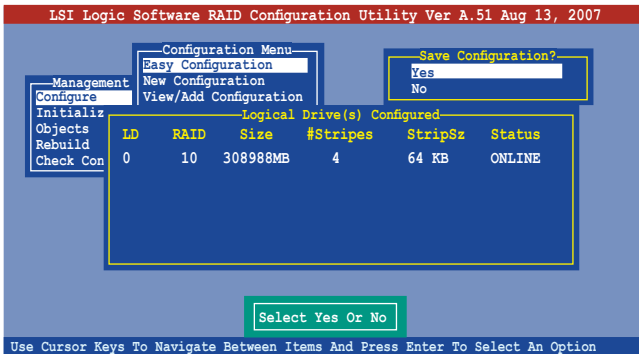 LSI Logic Software RAID Configuration Utility Ver A.51 Aug 13, 2007
Configuration Menu
Easy Configuration
New Configuration
View/Add Configuration
Save Configuration?
Yes
No
Management
Configure
Initializ
Objects
Rebuild
Check Con
Logical Drive(s) Configured
LD RAID Size #Stripes StripSz Status
0 10 308988MB 4 64 KB ONLINE
Select Yes Or No
Use Cursor Keys To Navigate Between Items And Press Enter To Select An Option